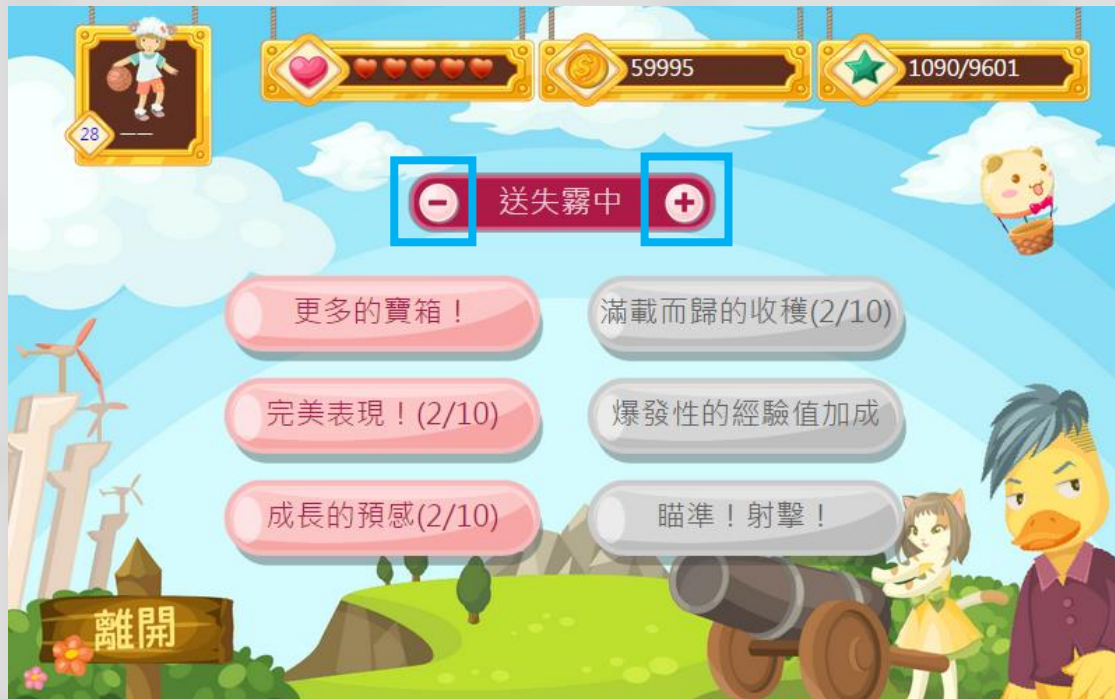 59995
1090/9601
28 ——
送失霧中
更多的寶箱！
滿載而歸的收穫(2/10)
完美表現！(2/10)
爆發性的經驗值加成
成長的預感(2/10)
瞄準！射擊！
離開